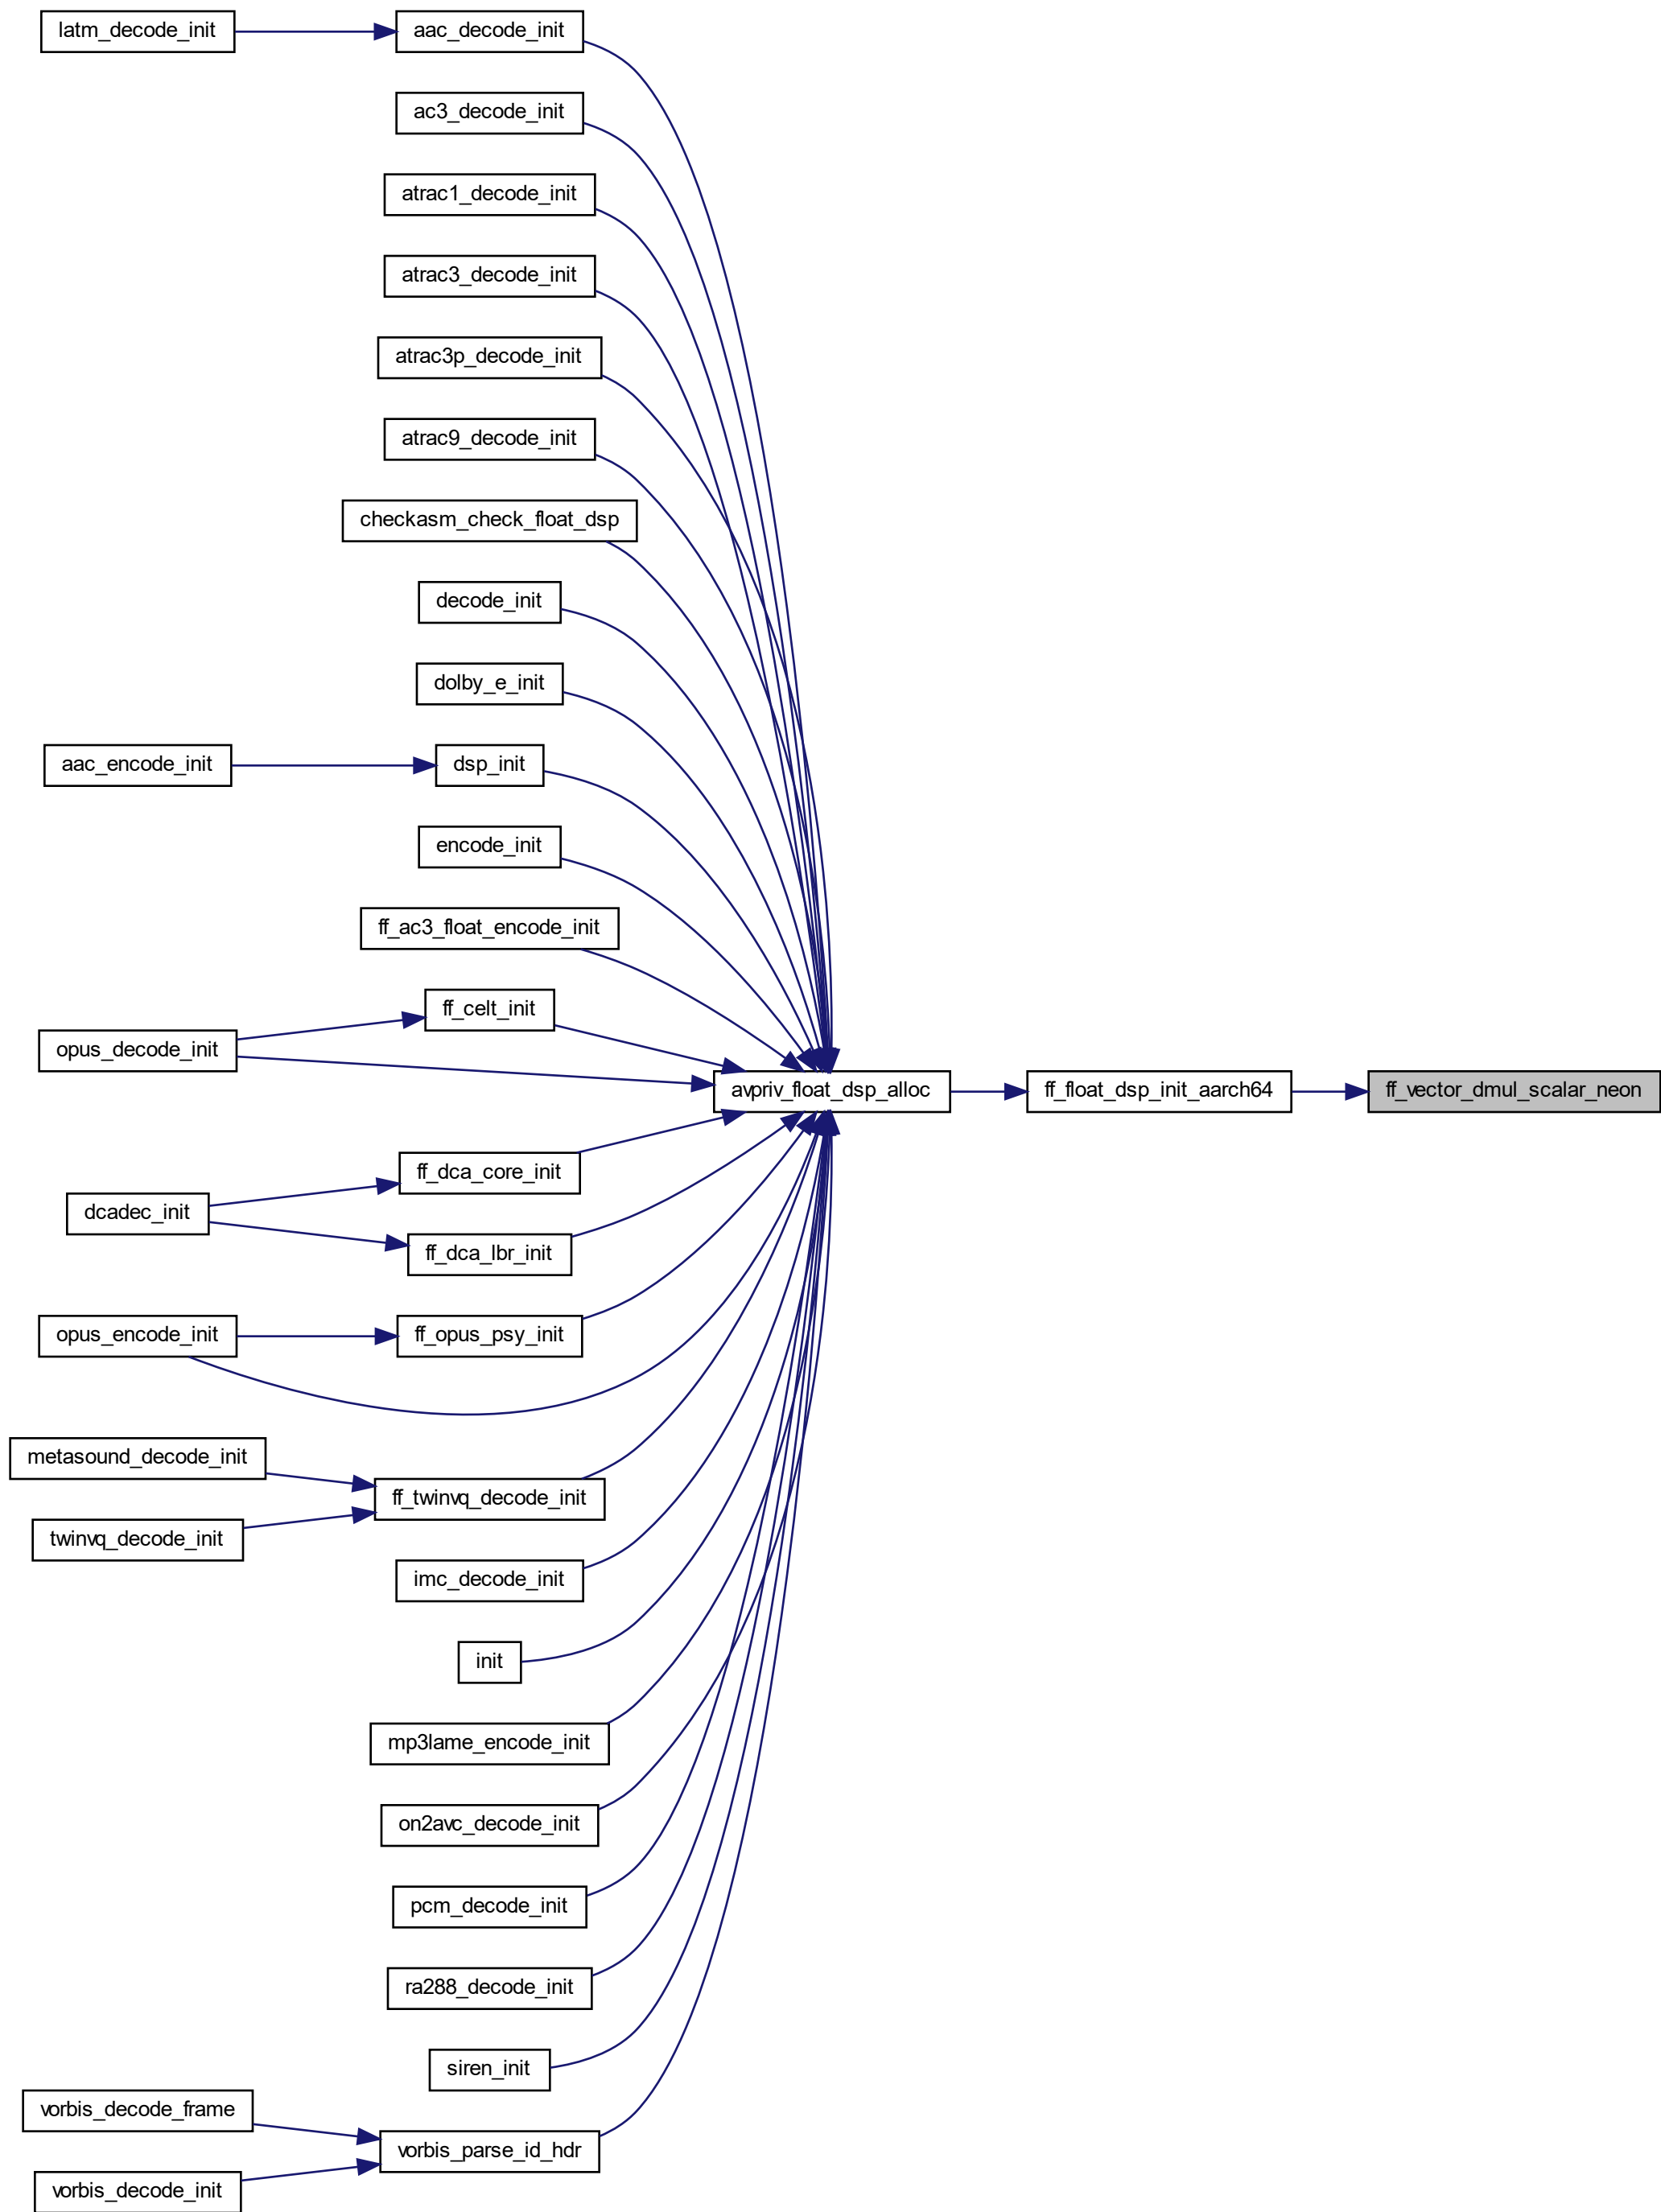 latm_decode_init
aac_decode_init
ac3_decode_init
atrac1_decode_init
atrac3_decode_init
atrac3p_decode_init
atrac9_decode_init
checkasm_check_float_dsp
decode_init
dolby_e_init
aac_encode_init
dsp_init
encode_init
ff_ac3_float_encode_init
ff_celt_init
opus_decode_init
avpriv_float_dsp_alloc
ff_float_dsp_init_aarch64
ff_vector_dmul_scalar_neon
ff_dca_core_init
dcadec_init
ff_dca_lbr_init
opus_encode_init
ff_opus_psy_init
metasound_decode_init
ff_twinvq_decode_init
twinvq_decode_init
imc_decode_init
init
mp3lame_encode_init
on2avc_decode_init
pcm_decode_init
ra288_decode_init
siren_init
vorbis_decode_frame
vorbis_parse_id_hdr
vorbis_decode_init